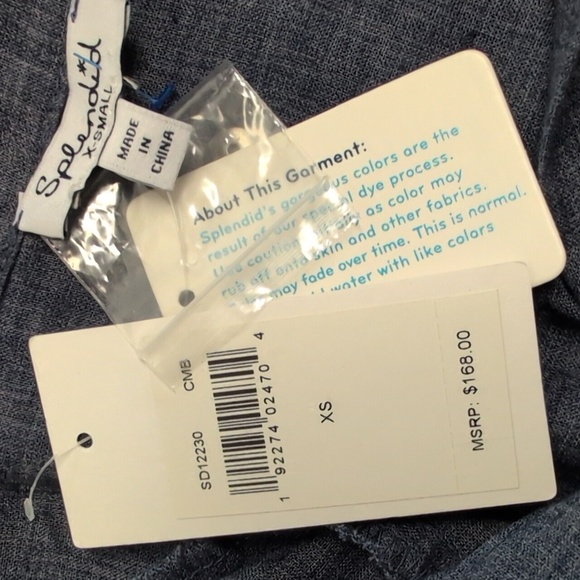 Splendid
X-SMALL
MADE
IN
CHINA
About This Garment:
Splendid's gorgeous colors are the
result of our special dye process.
Use caution initially as color may
rub off onto skin and other fabrics.
may fade over time. This is normal.
water with like colors
SD12230 CMB
1 92274 02470 4
XS
MSRP: $168.00